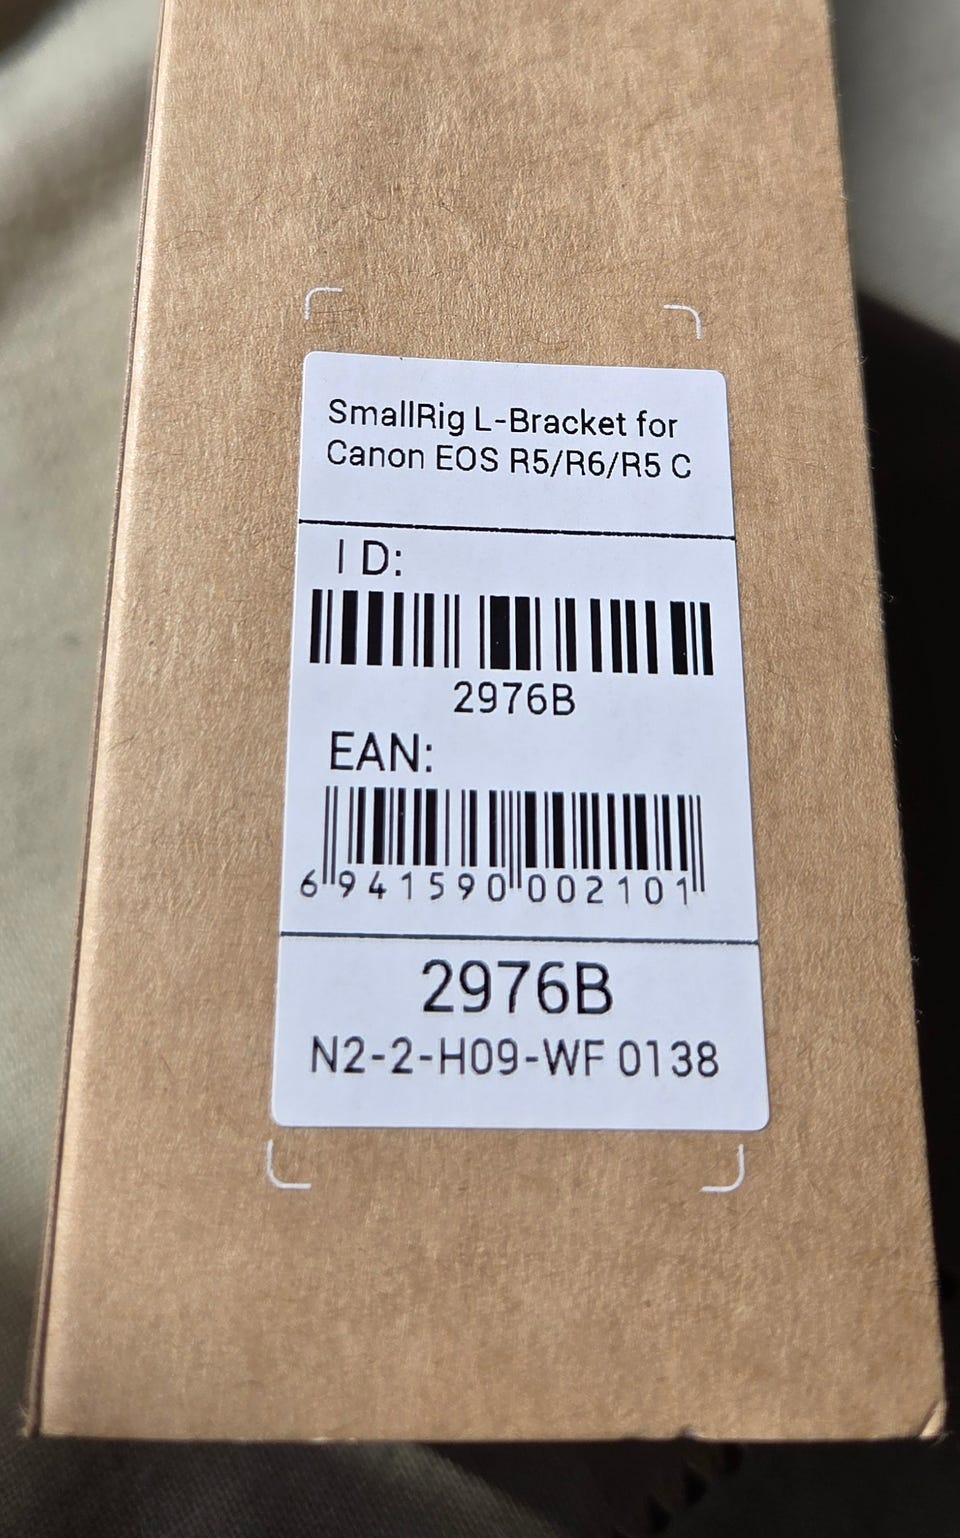 SmallRig L-Bracket for
Canon EOS R5/R6/R5 C
ID:
2976B
EAN:
6 941590 002101
2976B
N2-2-H09-WF 0138